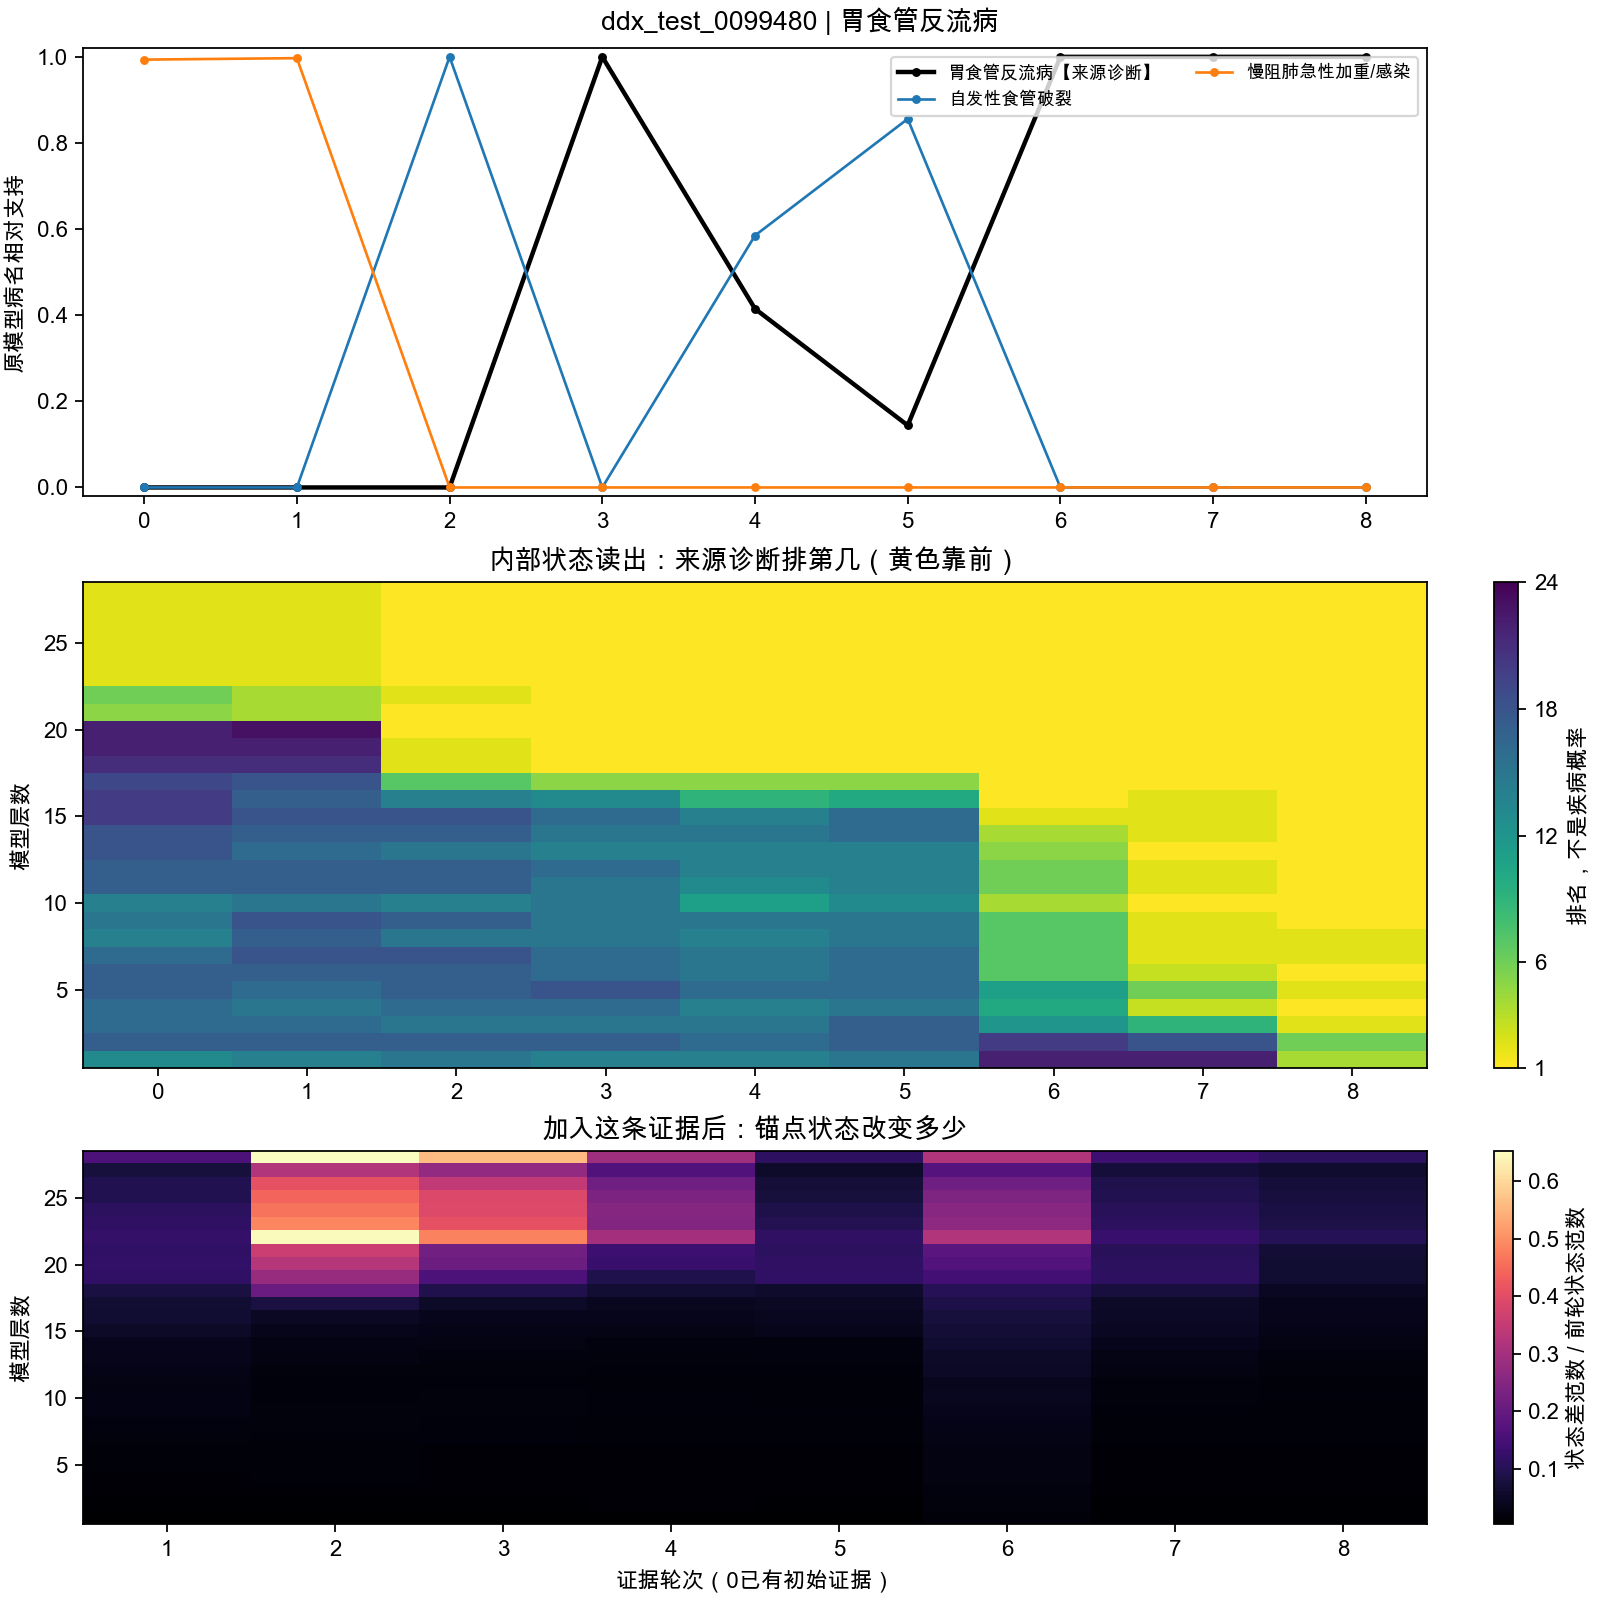 ddx_test_0099480 | 胃食管反流病
原模型病名相对支持
1.0
0.8
0.6
0.4
0.2
0.0
胃食管反流病【来源诊断】
自发性食管破裂
慢阻肺急性加重/感染
0 1 2 3 4 5 6 7 8
内部状态读出：来源诊断排第几（黄色靠前）
模型层数
25
20
15
10
5
0 1 2 3 4 5 6 7 8
24
18
12
6
1
排名，不是疾病概率
加入这条证据后：锚点状态改变多少
模型层数
25
20
15
10
5
1 2 3 4 5 6 7 8
证据轮次（0已有初始证据）
0.6
0.5
0.4
0.3
0.2
0.1
状态差范数 / 前轮状态范数